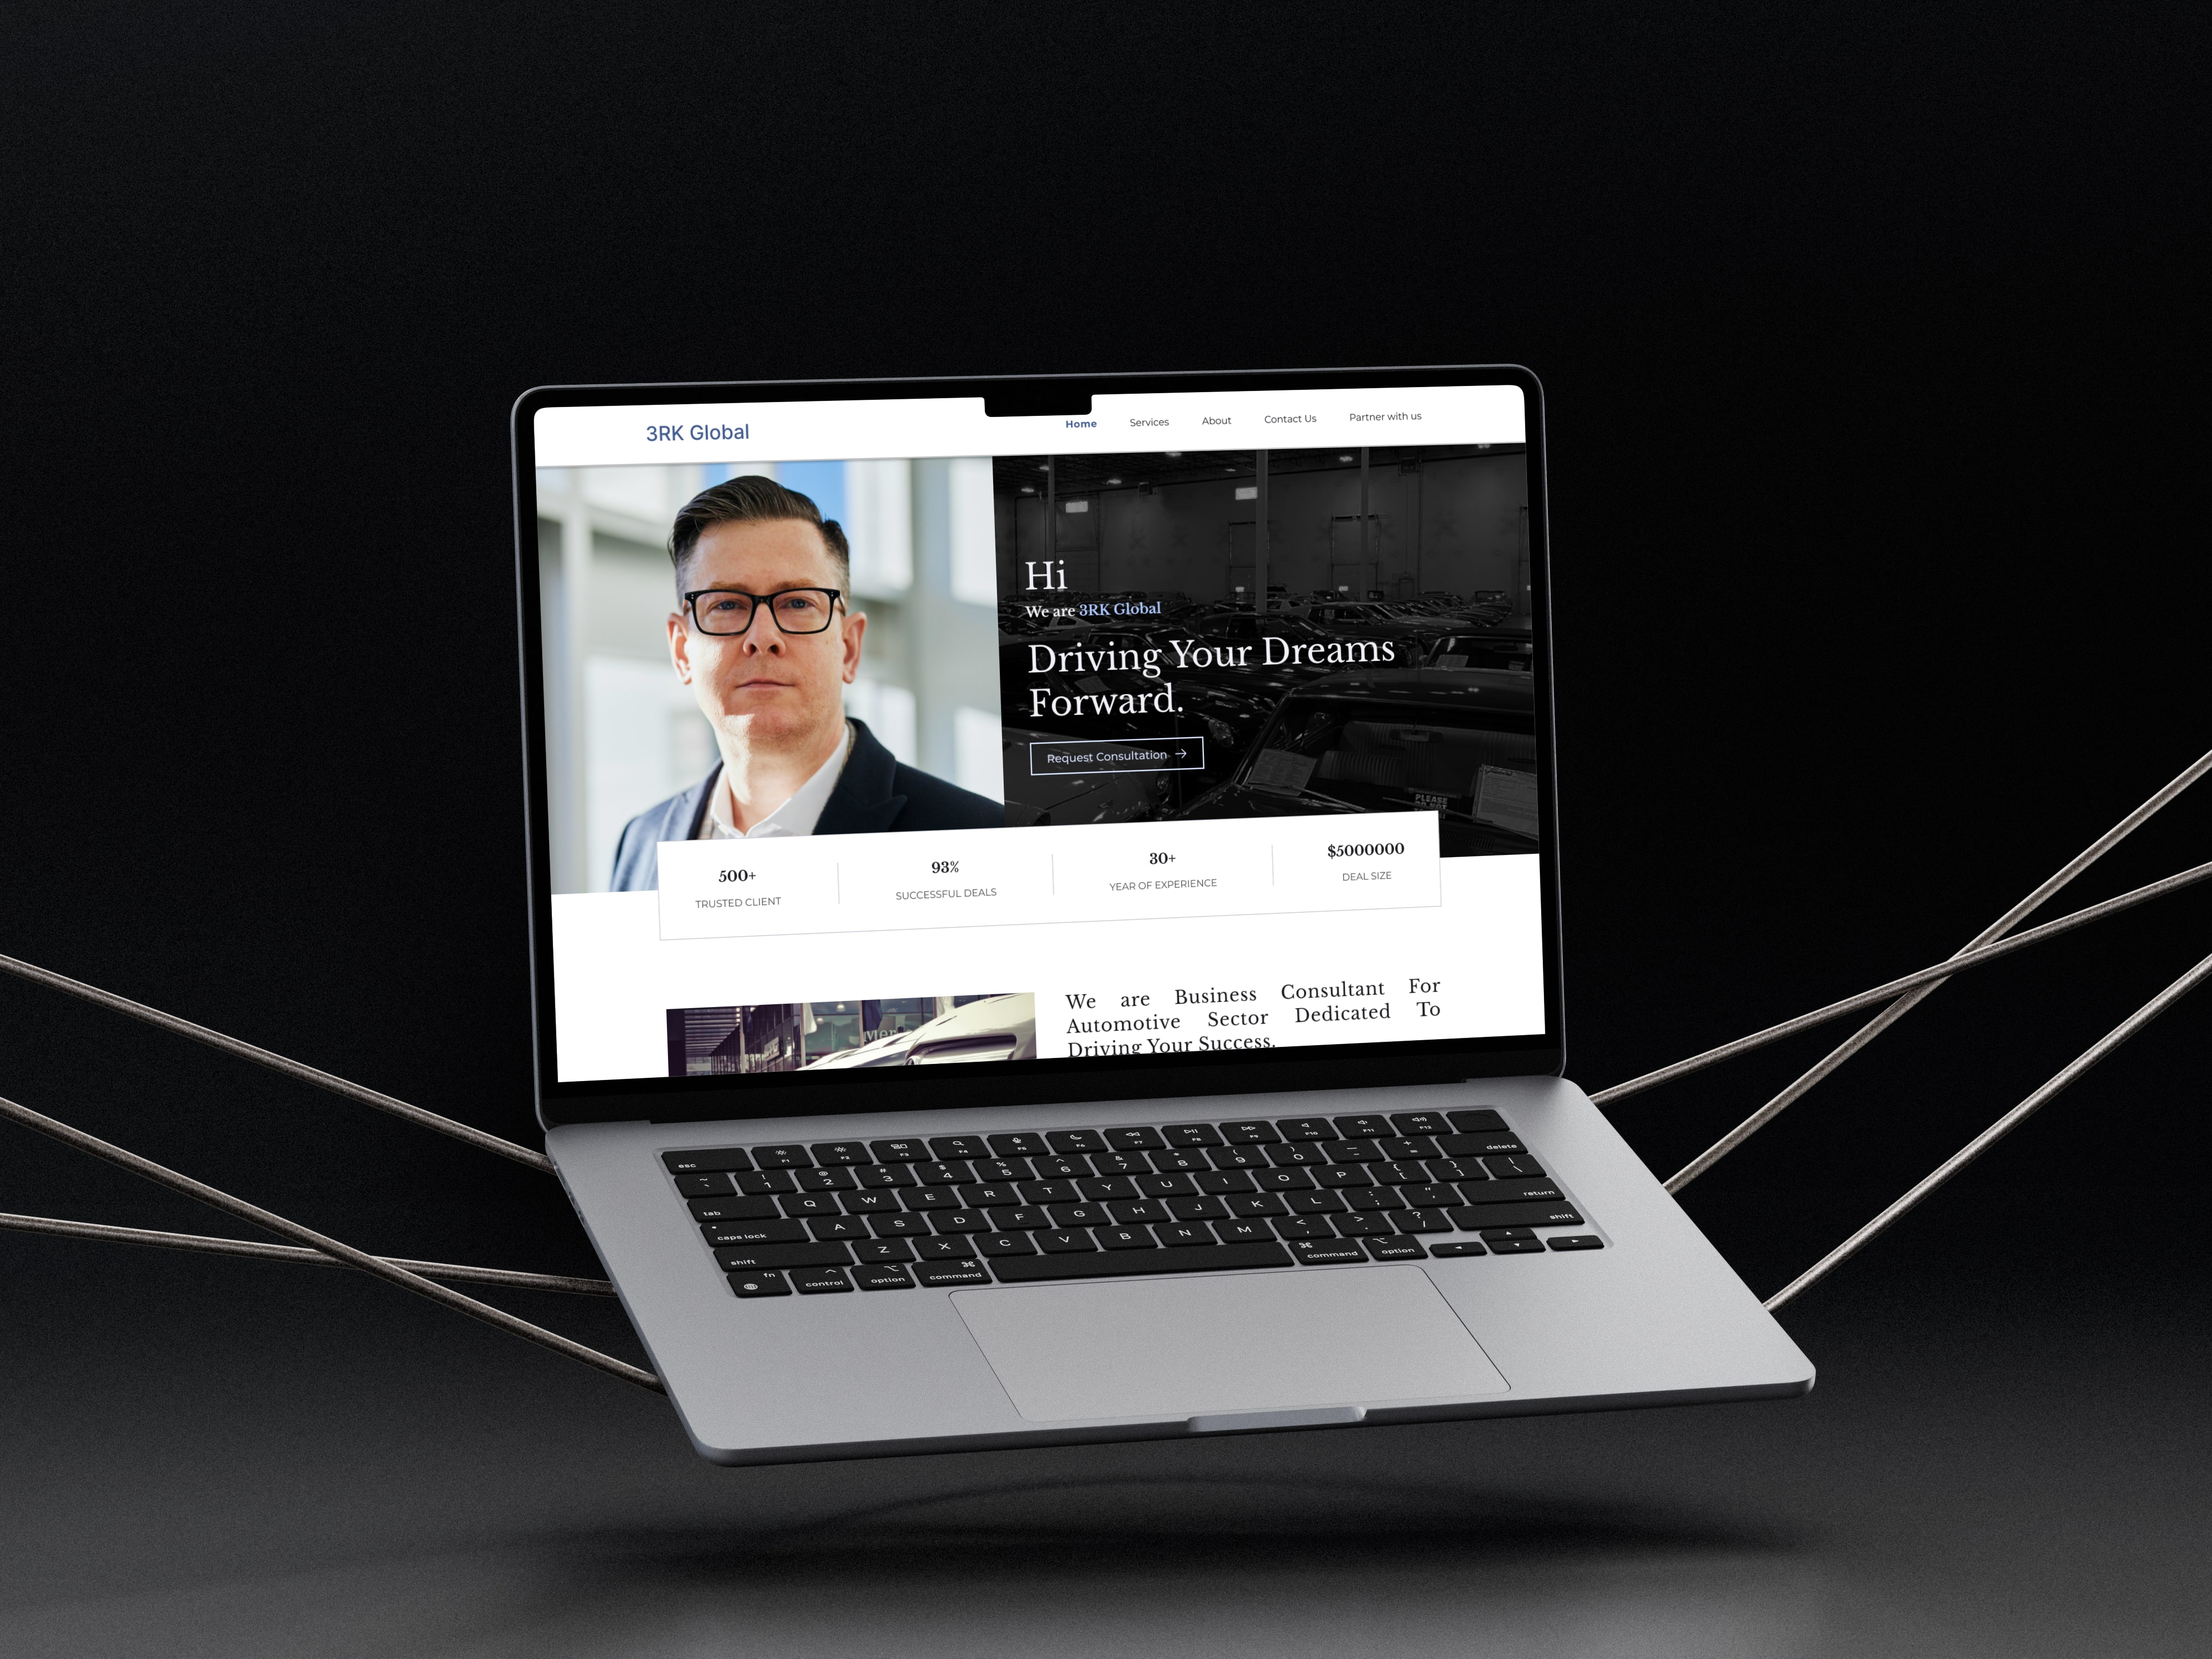 3RK Global
Home Services About Contact Us Partner with us
Hi
We are 3RK Global
Driving Your Dreams
Forward.
Request Consultation
PLEASE
DO NOT
500+
TRUSTED CLIENT
93%
SUCCESSFUL DEALS
30+
YEAR OF EXPERIENCE
$5000000
DEAL SIZE
We are Business Consultant For
Automotive Sector Dedicated To
Driving Your Success.
esc F1 F2 F3 F4 F5 F6 F7 F8 F9 F10 F11 F12
~ ` ! 1 @ 2 # 3 $ 4 % 5 ^ 6 & 7 * 8 ( 9 ) 0 — - + = delete
tab Q W E R T Y U I O P { [ } ] | \
caps lock A S D F G H J K L : ; " ' return
shift Z X C V B N M < , > . ? / shift
fn control option command command option